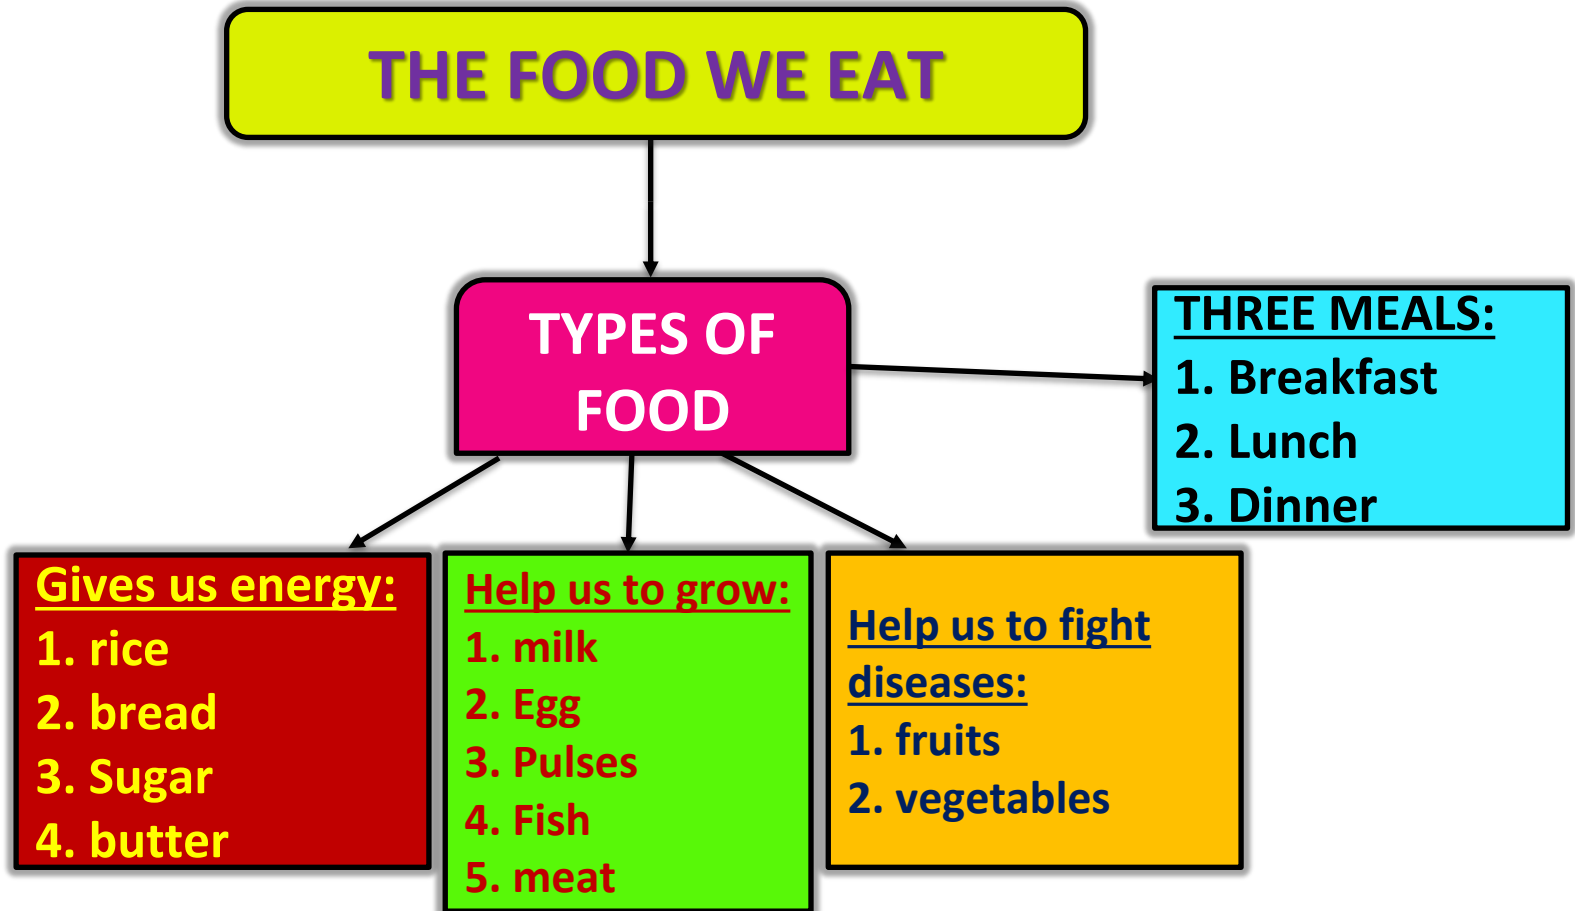 THE FOOD WE EAT
TYPES OF
FOOD
THREE MEALS:
1. Breakfast
2. Lunch
3. Dinner
Gives us energy:
1. rice
2. bread
3. Sugar
4. butter
Help us to grow:
1. milk
2. Egg
3. Pulses
4. Fish
5. meat
Help us to fight
diseases:
1. fruits
2. vegetables